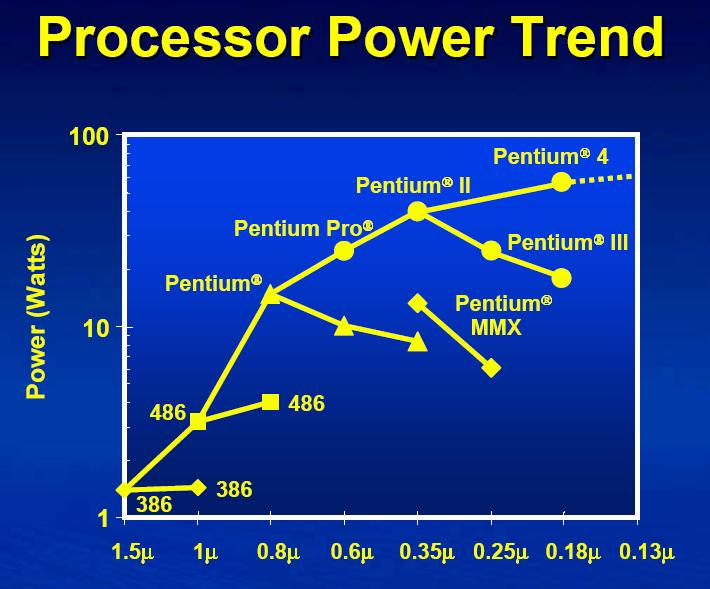 Processor Power Trend
100
Pentium® 4
Pentium® II
Pentium Pro®
Pentium® III
Pentium®
Pentium®
MMX
10
Power (Watts)
486
486
386
386
1
1.5µ 1µ 0.8µ 0.6µ 0.35µ 0.25µ 0.18µ 0.13µ